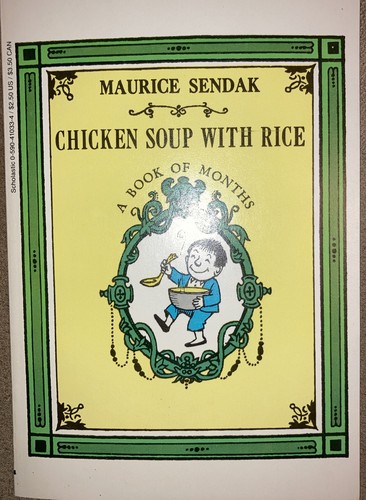 Scholastic 0-590-41033-4 / $2.50 US / $3.50 CAN
MAURICE SENDAK
CHICKEN SOUP WITH RICE
A BOOK OF MONTHS